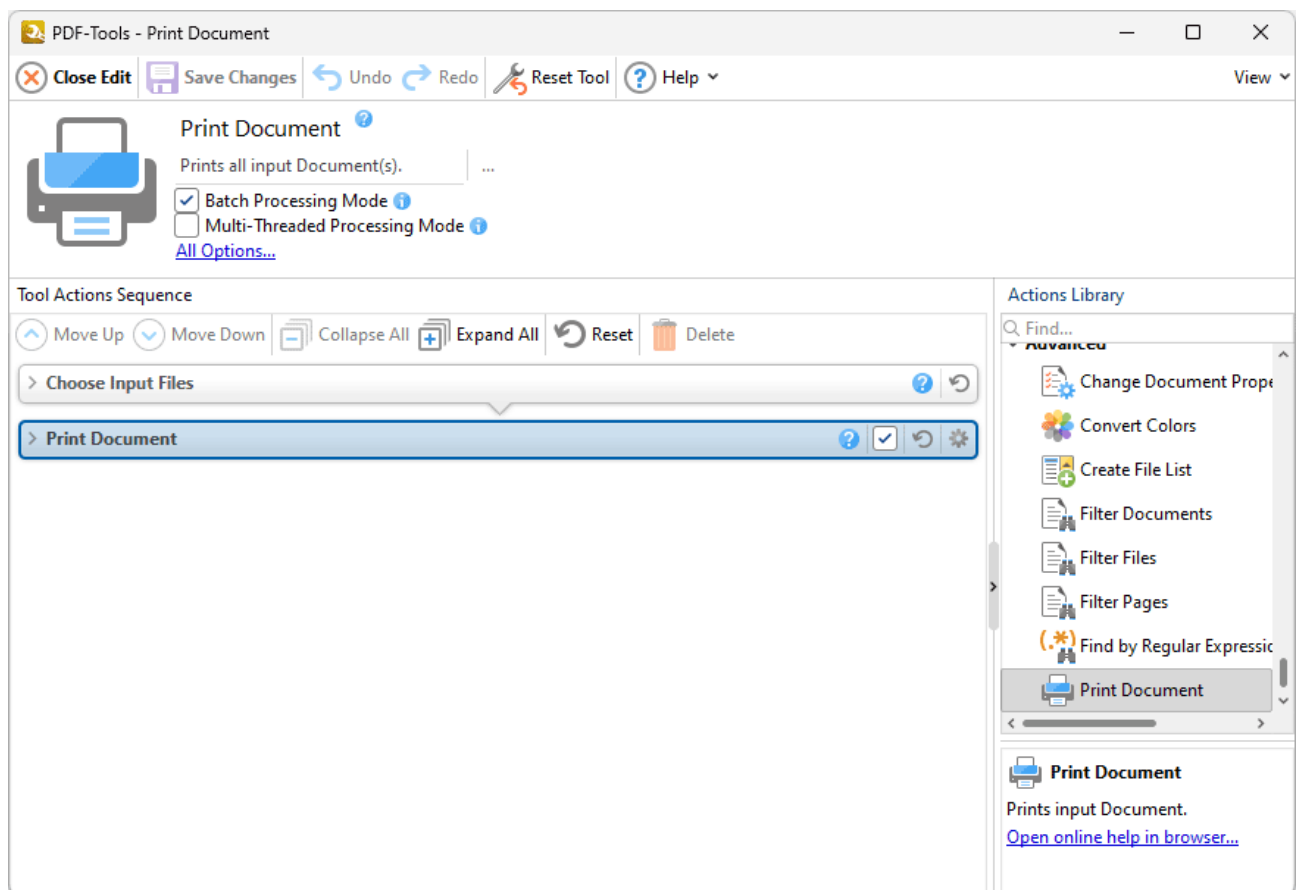 PDF-Tools - Print Document
Close Edit Save Changes Undo Redo Reset Tool Help View
Print Document
Prints all input Document(s). ...
Batch Processing Mode
Multi-Threaded Processing Mode
All Options...
Tool Actions Sequence
Move Up Move Down Collapse All Expand All Reset Delete
Choose Input Files
Print Document
Actions Library
Find...
Advanced
Change Document Prope
Convert Colors
Create File List
Filter Documents
Filter Files
Filter Pages
(.*) Find by Regular Expressic
Print Document
Print Document
Prints input Document.
Open online help in browser...